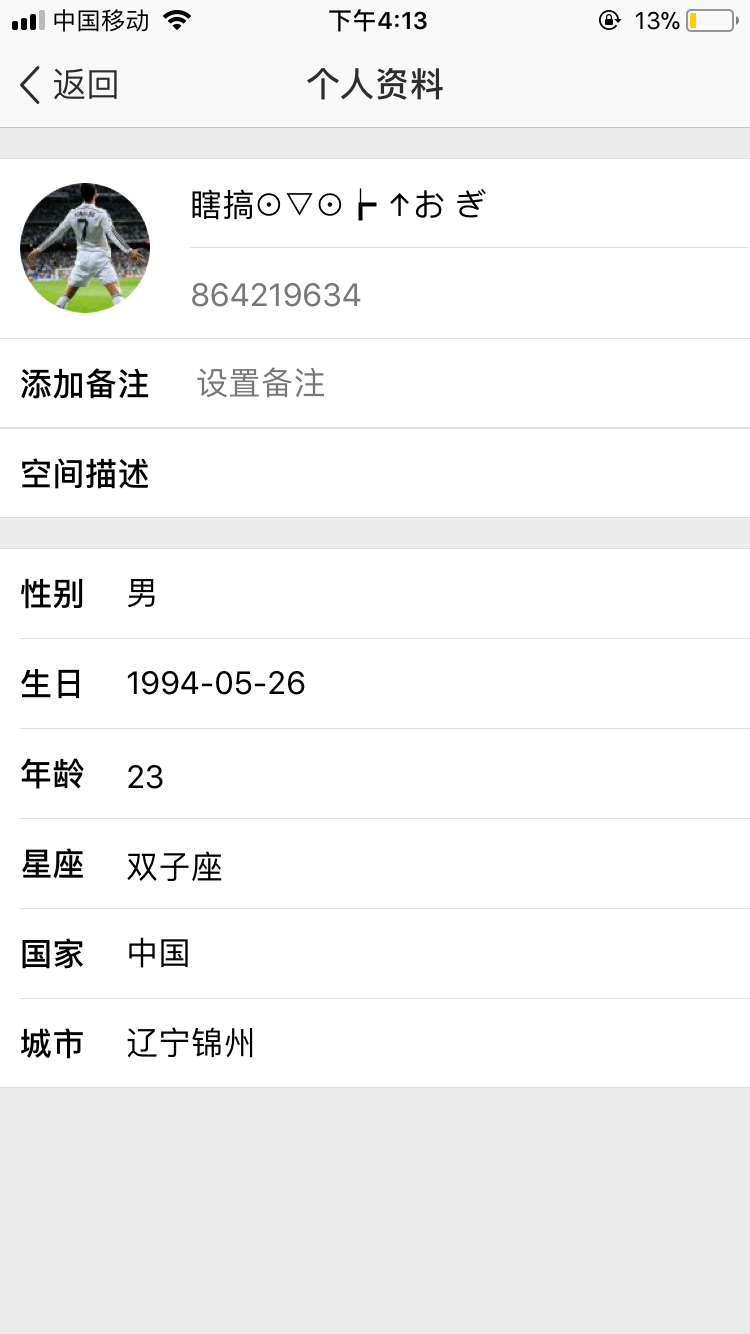 中国移动 下午4:13 13%
返回 个人资料
瞎搞⊙▽⊙┢↑お ぎ
864219634
添加备注 设置备注
空间描述
性别 男
生日 1994-05-26
年龄 23
星座 双子座
国家 中国
城市 辽宁锦州